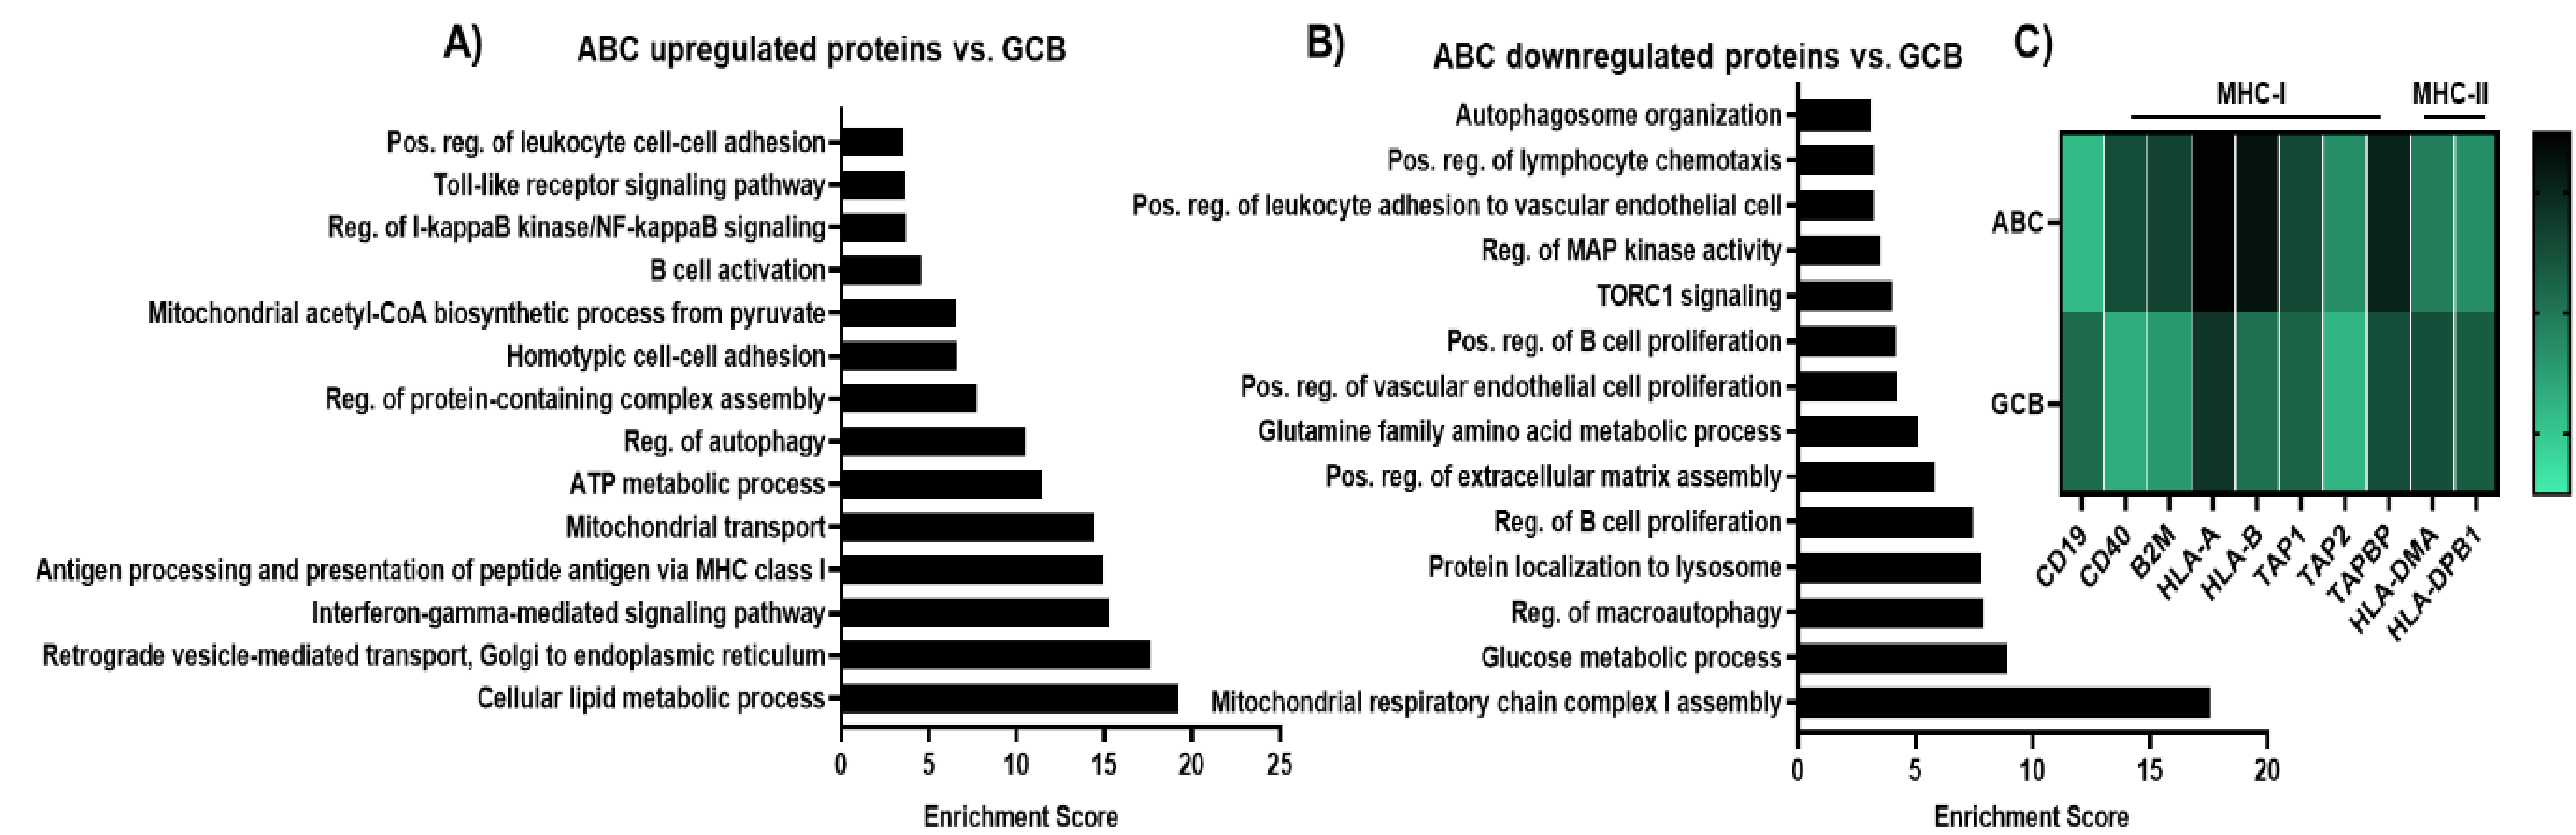 A)
ABC upregulated proteins vs. GCB
Pos. reg. of leukocyte cell-cell adhesion
Toll-like receptor signaling pathway
Reg. of I-kappaB kinase/NF-kappaB signaling
B cell activation
Mitochondrial acetyl-CoA biosynthetic process from pyruvate
Homotypic cell-cell adhesion
Reg. of protein-containing complex assembly
Reg. of autophagy
ATP metabolic process
Mitochondrial transport
Antigen processing and presentation of peptide antigen via MHC class I
Interferon-gamma-mediated signaling pathway
Retrograde vesicle-mediated transport, Golgi to endoplasmic reticulum
Cellular lipid metabolic process
0 5 10 15 20 25
Enrichment Score
B)
ABC downregulated proteins vs. GCB
Autophagosome organization
Pos. reg. of lymphocyte chemotaxis
Pos. reg. of leukocyte adhesion to vascular endothelial cell
Reg. of MAP kinase activity
TORC1 signaling
Pos. reg. of B cell proliferation
Pos. reg. of vascular endothelial cell proliferation
Glutamine family amino acid metabolic process
Pos. reg. of extracellular matrix assembly
Reg. of B cell proliferation
Protein localization to lysosome
Reg. of macroautophagy
Glucose metabolic process
Mitochondrial respiratory chain complex I assembly
0 5 10 15 20
Enrichment Score
C)
MHC-I MHC-II
ABC
GCB
CD19 CD40 B2M HLA-A HLA-B TAP1 TAP2 TAPBP HLA-DMA HLA-DPB1